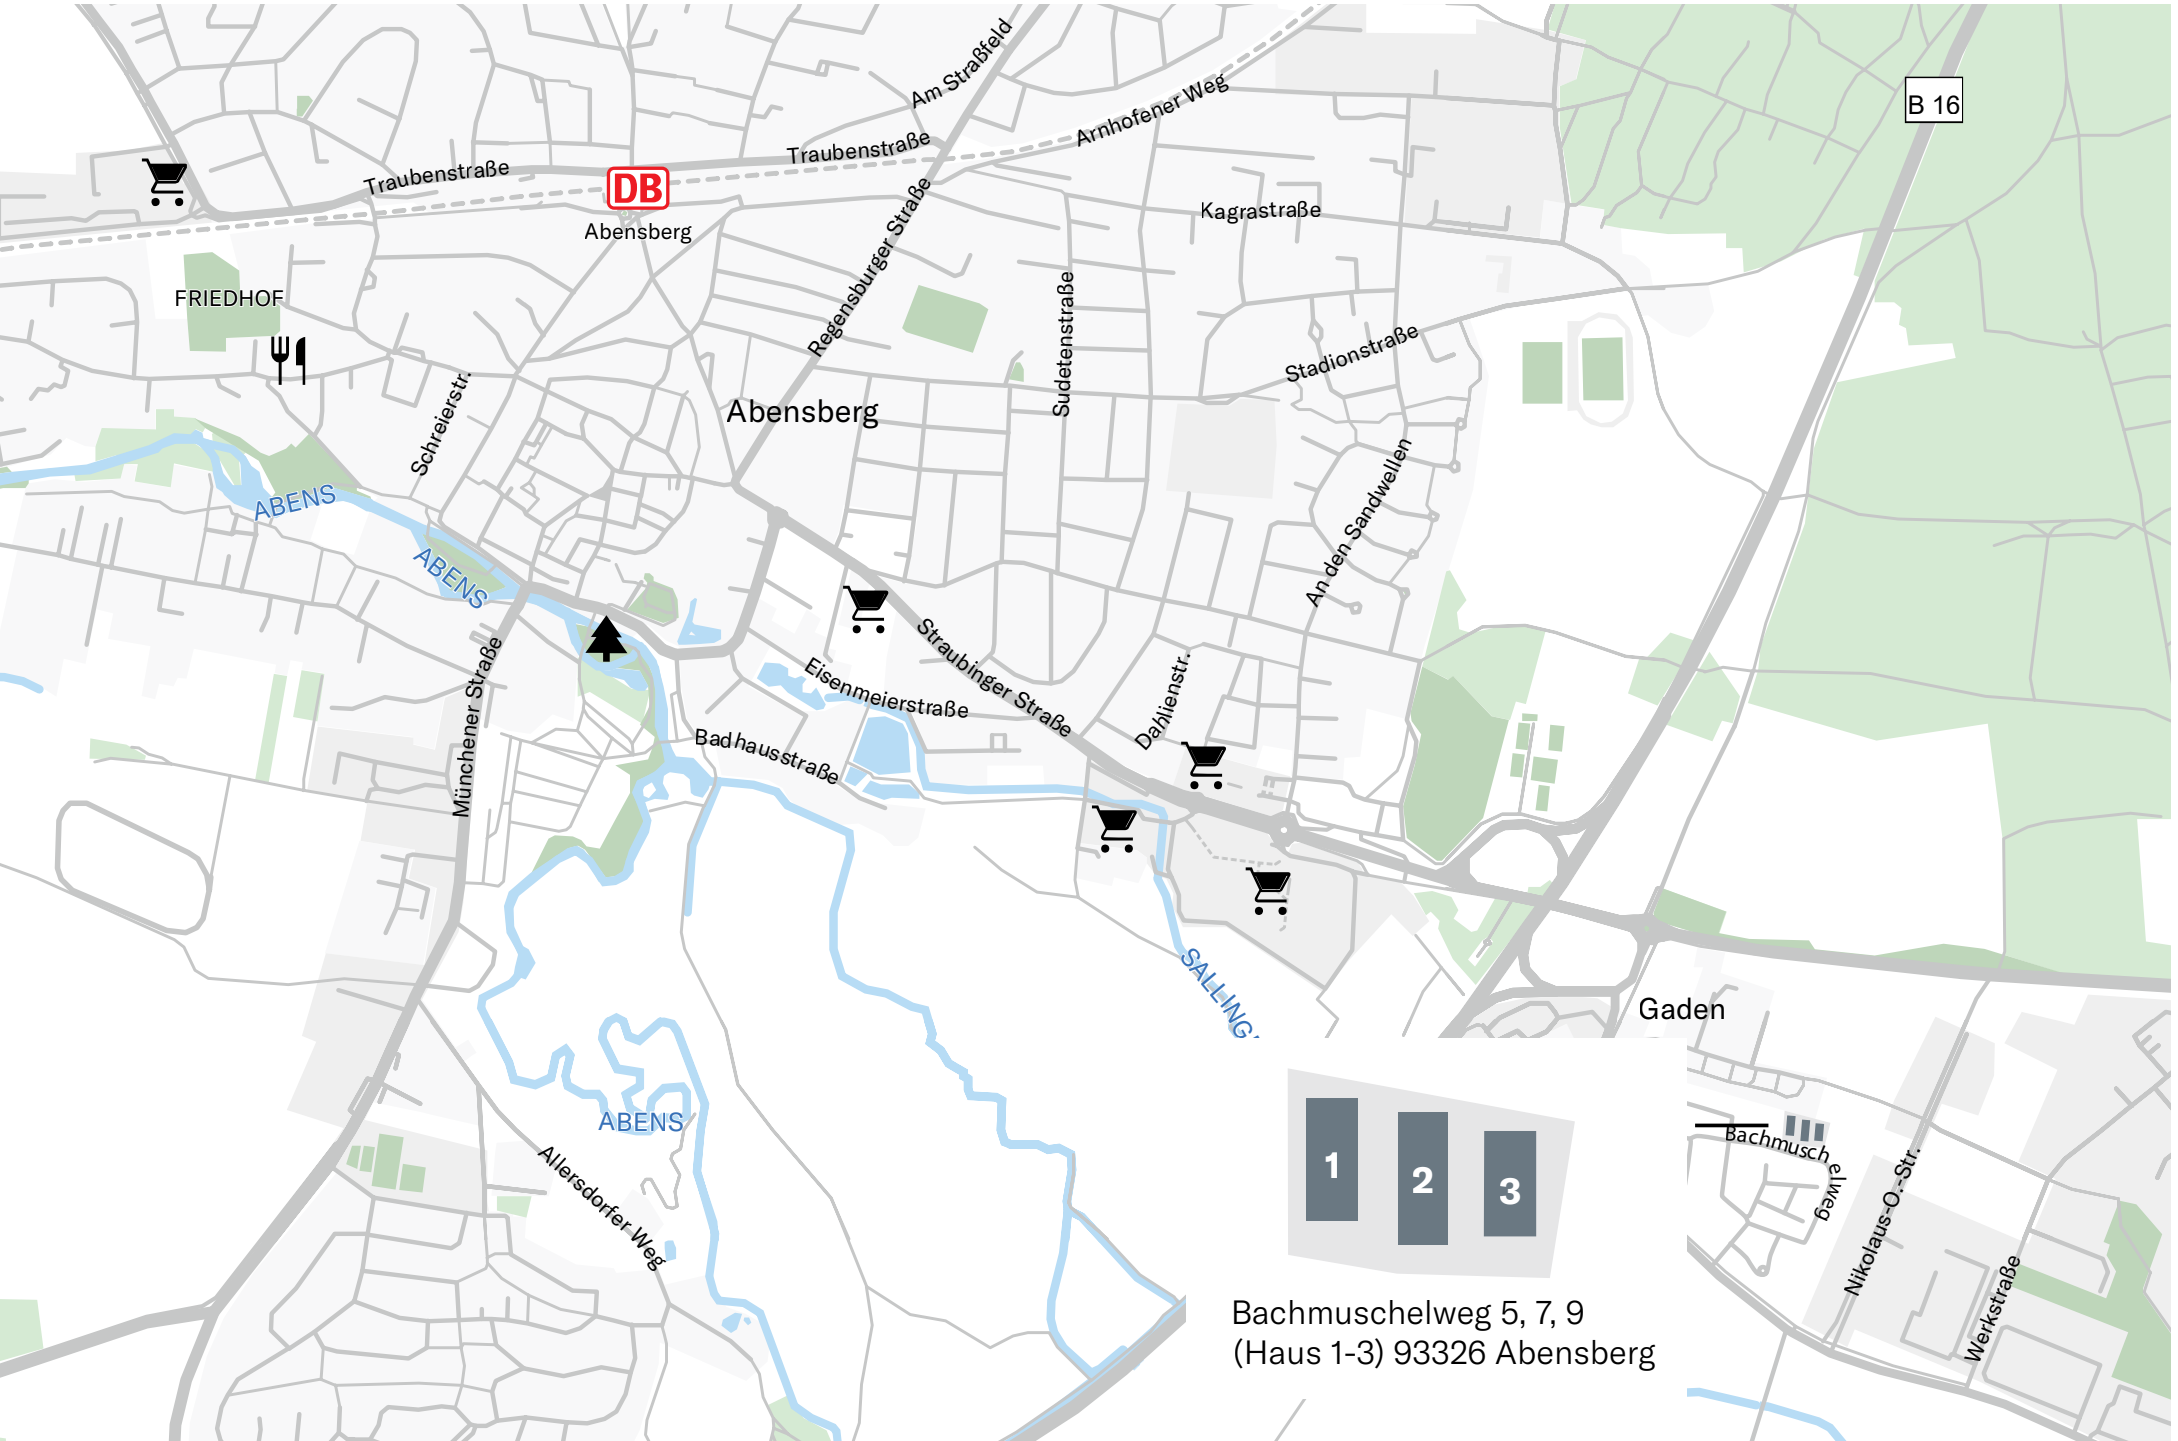 Am Straßfeld
Arnhofener Weg
B 16
Traubenstraße
Traubenstraße
DB
Abensberg
Kagrastraße
Regensburger Straße
FRIEDHOF
Sudetenstraße
Stadionstraße
Schreierstr.
Abensberg
An den Sandwellen
ABENS
ABENS
Straubinger Straße
Münchener Straße
Eisenmeierstraße
Dahlienstr.
Badhausstraße
SALLING
Gaden
ABENS
Allersdorfer Weg
Bachmuschelweg
Nikolaus-O.-Str.
Werkstraße
1
2
3
Bachmuschelweg 5, 7, 9
(Haus 1-3) 93326 Abensberg